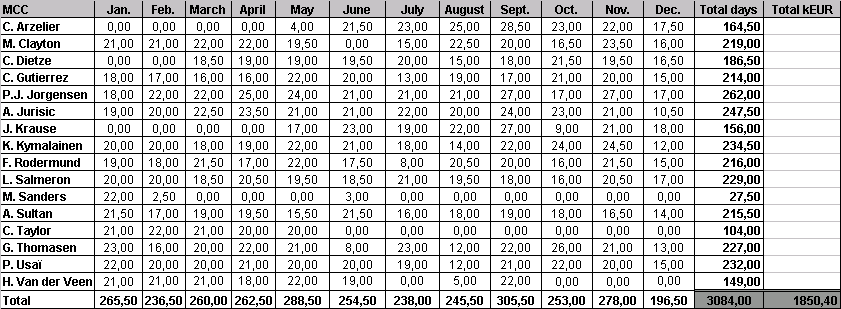 MCC Jan. Feb. March April May June July August Sept. Oct. Nov. Dec. Total days Total kEUR
C. Arzelier 0,00 0,00 0,00 0,00 4,00 21,50 23,00 25,00 28,50 23,00 22,00 17,50 164,50
M. Clayton 21,00 21,00 22,00 22,00 19,50 0,00 15,00 22,50 20,00 16,50 23,50 16,00 219,00
C. Dietze 0,00 0,00 18,50 19,00 19,00 19,50 20,00 15,00 18,00 21,50 19,50 16,50 186,50
C. Gutierrez 18,00 17,00 16,00 16,00 22,00 20,00 13,00 19,00 17,00 21,00 20,00 15,00 214,00
P.J. Jorgensen 18,00 22,00 22,00 25,00 24,00 21,00 21,00 21,00 27,00 17,00 27,00 17,00 262,00
A. Jurisic 19,00 20,00 22,50 23,50 21,00 21,00 22,00 20,00 24,00 23,00 21,00 10,50 247,50
J. Krause 0,00 0,00 0,00 0,00 17,00 23,00 19,00 22,00 27,00 9,00 21,00 18,00 156,00
K. Kymalainen 20,00 20,00 18,00 19,00 22,00 21,00 18,00 14,00 22,00 24,00 24,50 12,00 234,50
F. Rodermund 19,00 18,00 21,50 17,00 22,00 17,50 8,00 20,50 20,00 16,00 21,50 15,00 216,00
L. Salmeron 20,00 20,00 18,50 20,50 19,50 18,50 21,00 19,50 18,00 16,00 20,50 17,00 229,00
M. Sanders 22,00 2,50 0,00 0,00 0,00 3,00 0,00 0,00 0,00 0,00 0,00 0,00 27,50
A. Sultan 21,50 17,00 19,00 19,50 15,50 21,50 16,00 18,00 19,00 18,00 16,50 14,00 215,50
C. Taylor 21,00 22,00 21,00 20,00 20,00 0,00 0,00 0,00 0,00 0,00 0,00 0,00 104,00
G. Thomasen 23,00 16,00 20,00 22,00 21,00 8,00 23,00 12,00 22,00 26,00 21,00 13,00 227,00
P. Usaï 22,00 20,00 20,00 21,00 20,00 20,00 19,00 12,00 21,00 22,00 20,00 15,00 232,00
H. Van der Veen 21,00 21,00 21,00 18,00 22,00 19,00 0,00 5,00 22,00 0,00 0,00 0,00 149,00
Total 265,50 236,50 260,00 262,50 288,50 254,50 238,00 245,50 305,50 253,00 278,00 196,50 3084,00 1850,40